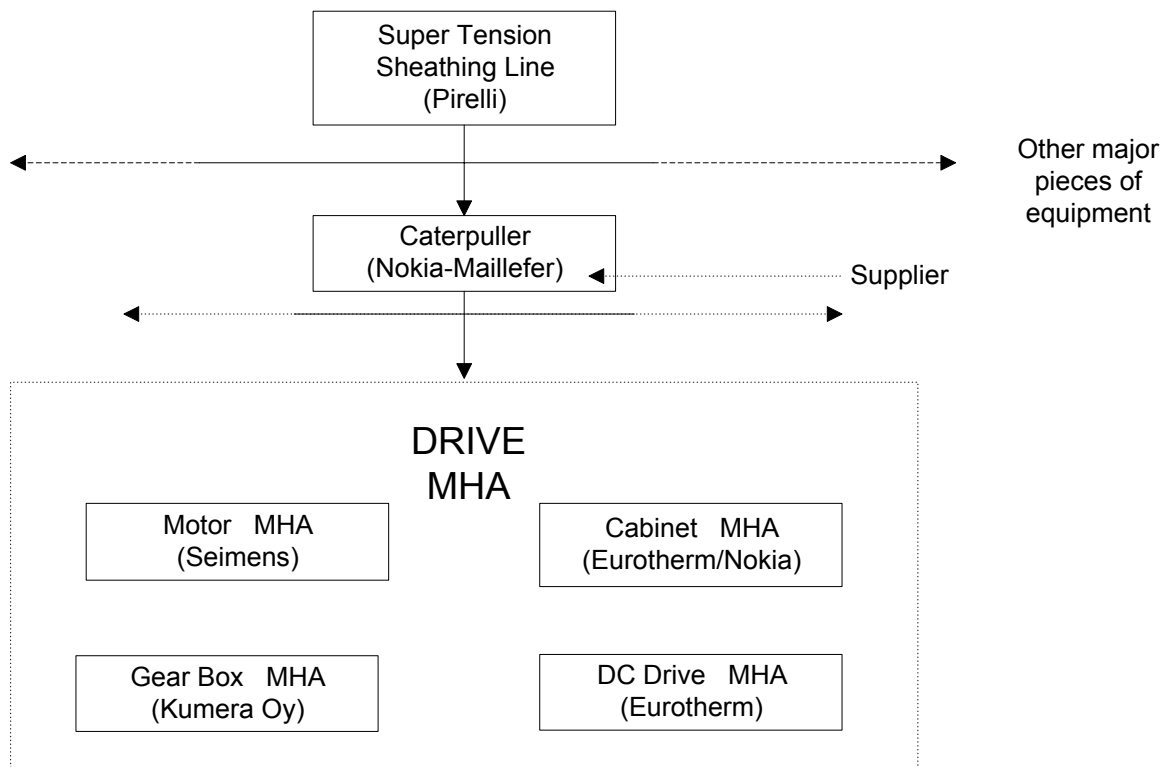 Super Tension
Sheathing Line
(Pirelli)
Other major
pieces of
equipment
Caterpuller
(Nokia-Maillefer)
Supplier
DRIVE
MHA
Motor MHA
(Seimens)
Cabinet MHA
(Eurotherm/Nokia)
Gear Box MHA
(Kumera Oy)
DC Drive MHA
(Eurotherm)